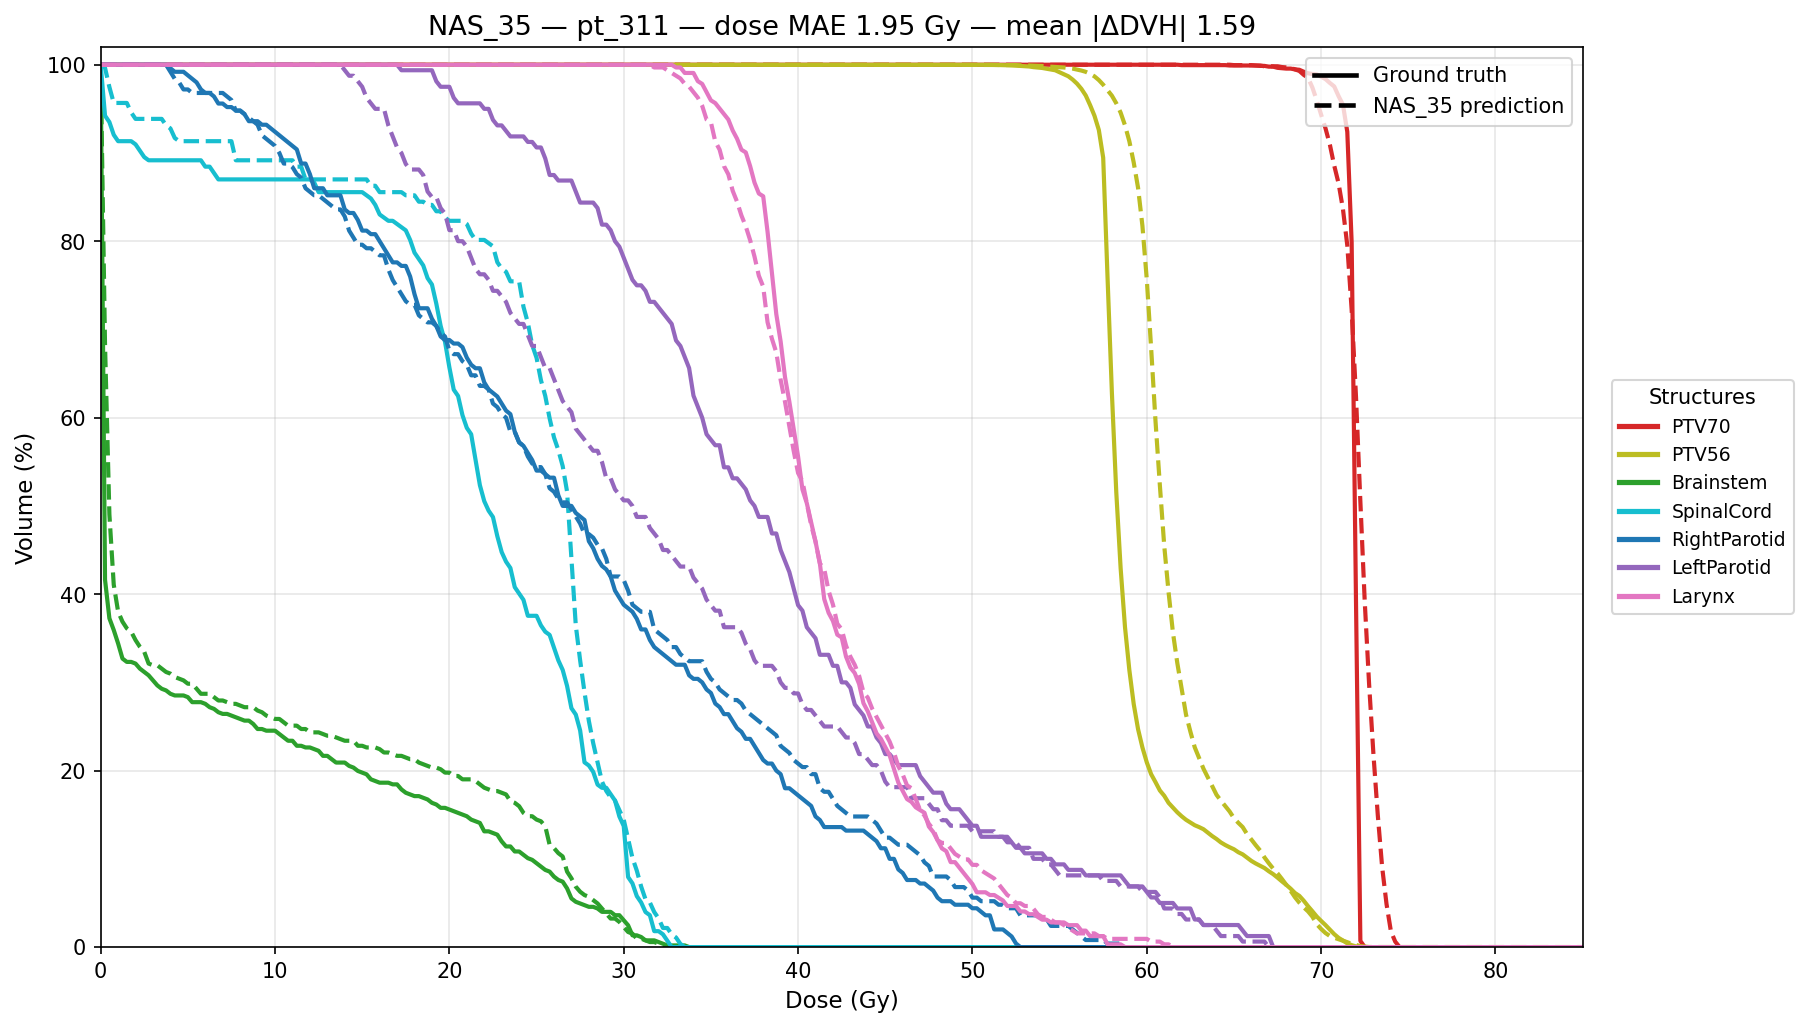 NAS_35 — pt_311 — dose MAE 1.95 Gy — mean |ΔDVH| 1.59
Ground truth
NAS_35 prediction
Volume (%)
100
80
60
40
20
0
0 10 20 30 40 50 60 70 80
Dose (Gy)
Structures
PTV70
PTV56
Brainstem
SpinalCord
RightParotid
LeftParotid
Larynx